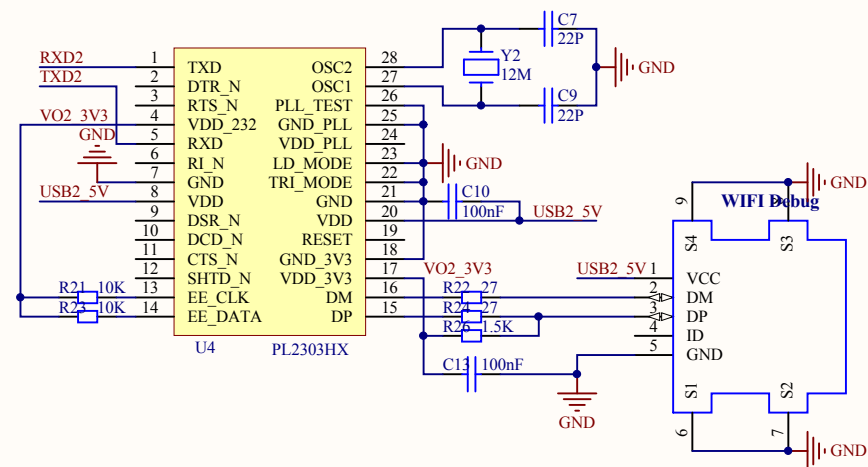 RXD2
TXD2
VO2_3V3
GND
USB2_5V
R21 10K
R23 10K
1 TXD
2 DTR_N
3 RTS_N
4 VDD_232
5 RXD
6 RI_N
7 GND
8 VDD
9 DSR_N
10 DCD_N
11 CTS_N
12 SHTD_N
13 EE_CLK
14 EE_DATA
OSC2 28
OSC1 27
PLL_TEST 26
GND_PLL 25
VDD_PLL 24
LD_MODE 23
TRI_MODE 22
GND 21
VDD 20
RESET 19
GND_3V3 18
VDD_3V3 17
DM 16
DP 15
U4 PL2303HX
Y2
12M
C7
22P
C9
22P
GND
GND
C10
100nF
USB2_5V
VO2_3V3
R22 27
R24 27
R26 1.5K
C13 100nF
GND
USB2_5V
WIFI Debug
9
8
S4
S3
GND
1 VCC
2 DM
3 DP
4 ID
5 GND
S1
S2
6
7
GND